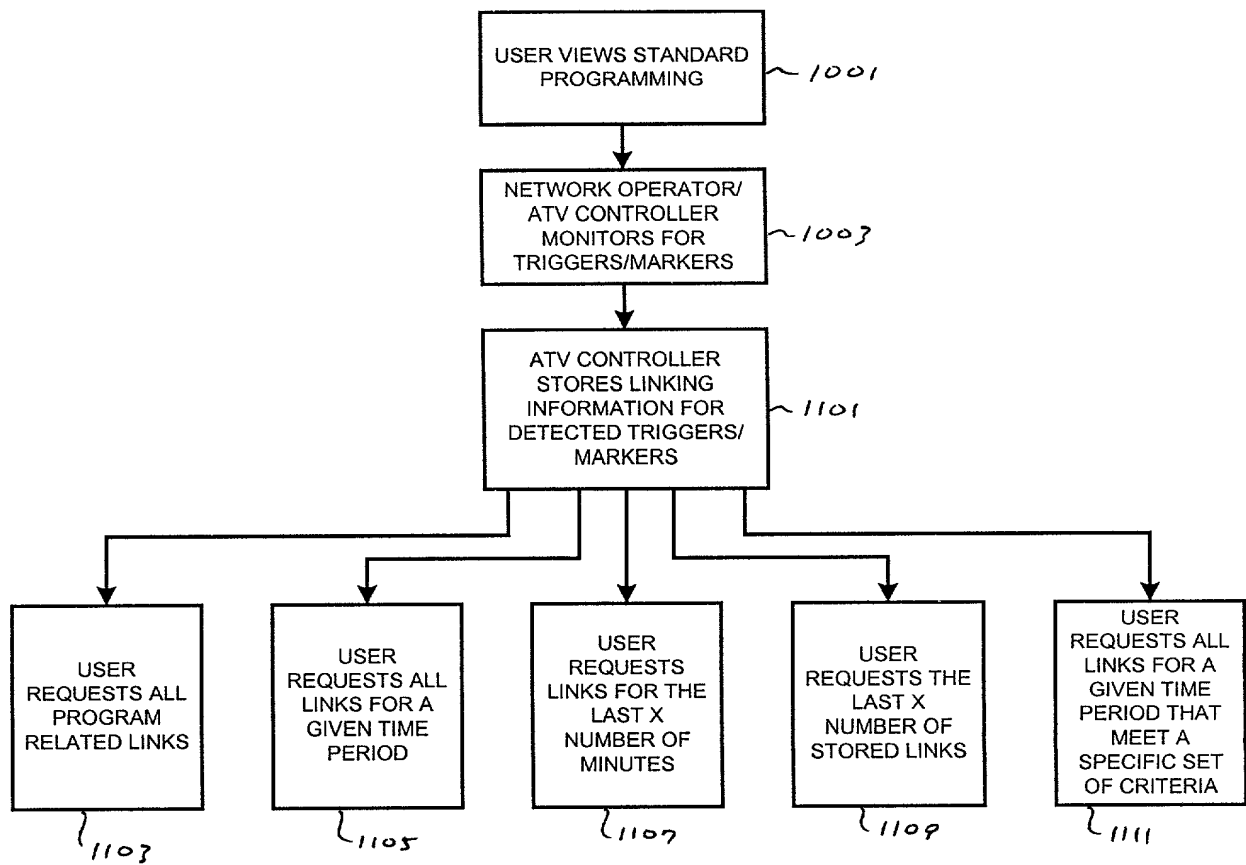 USER VIEWS STANDARD
PROGRAMMING
1001
NETWORK OPERATOR/
ATV CONTROLLER
MONITORS FOR
TRIGGERS/MARKERS
1003
ATV CONTROLLER
STORES LINKING
INFORMATION FOR
DETECTED TRIGGERS/
MARKERS
1101
USER
REQUESTS ALL
PROGRAM
RELATED LINKS
1103
USER
REQUESTS ALL
LINKS FOR A
GIVEN TIME
PERIOD
1105
USER
REQUESTS
LINKS FOR THE
LAST X
NUMBER OF
MINUTES
1107
USER
REQUESTS THE
LAST X
NUMBER OF
STORED LINKS
1109
USER
REQUESTS ALL
LINKS FOR A
GIVEN TIME
PERIOD THAT
MEET A
SPECIFIC SET
OF CRITERIA
1111